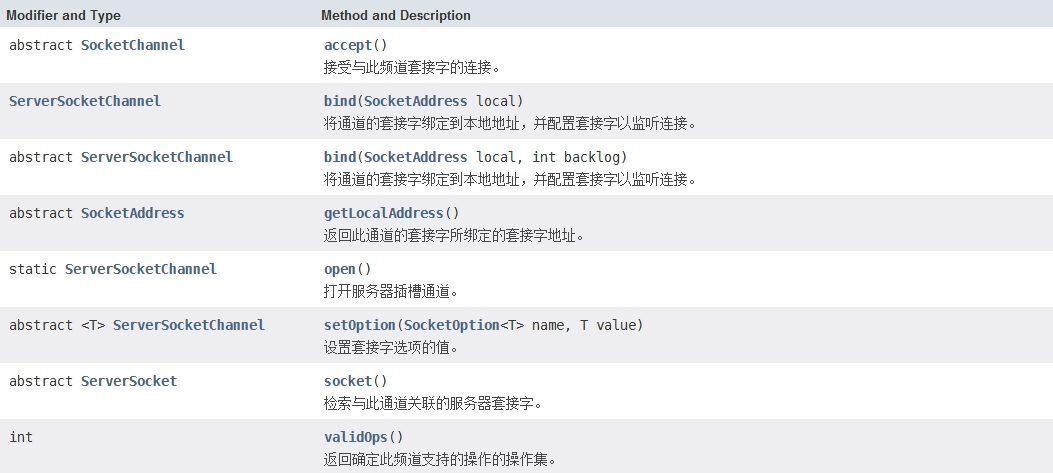 Modifier and Type Method and Description
abstract SocketChannel accept()
接受与此频道套接字的连接。
ServerSocketChannel bind(SocketAddress local)
将通道的套接字绑定到本地地址，并配置套接字以监听连接。
abstract ServerSocketChannel bind(SocketAddress local, int backlog)
将通道的套接字绑定到本地地址，并配置套接字以监听连接。
abstract SocketAddress getLocalAddress()
返回此通道的套接字所绑定的套接字地址。
static ServerSocketChannel open()
打开服务器插槽通道。
abstract <T> ServerSocketChannel setOption(SocketOption<T> name, T value)
设置套接字选项的值。
abstract ServerSocket socket()
检索与此通道关联的服务器套接字。
int validOps()
返回确定此频道支持的操作的操作集。